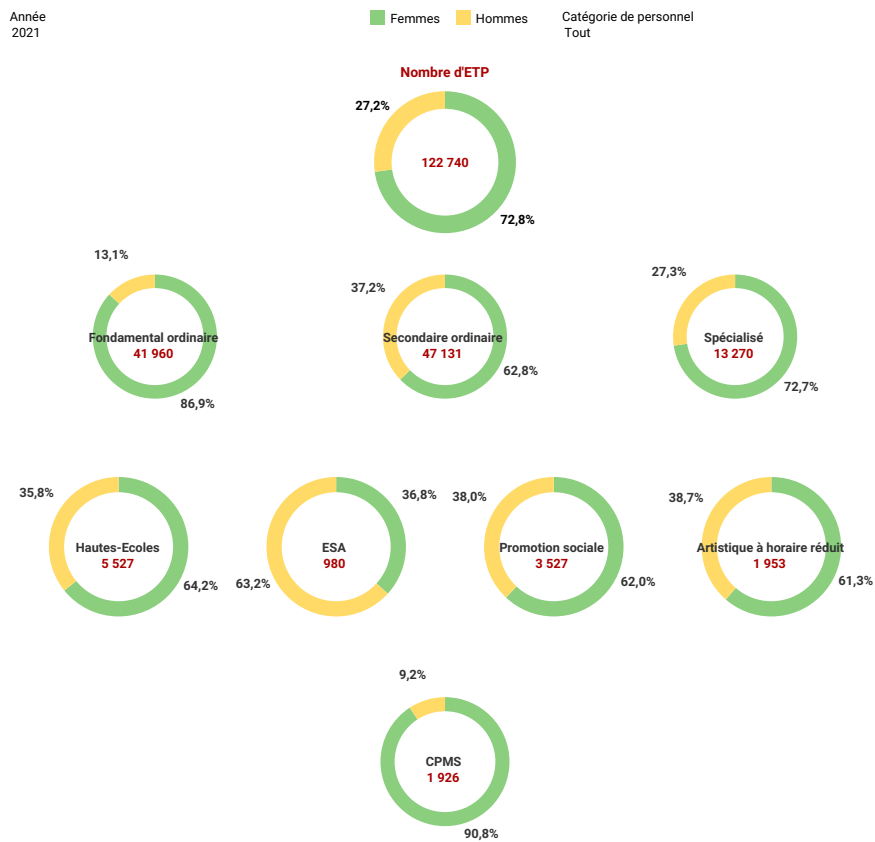 Année
2021
Femmes
Hommes
Catégorie de personnel
Tout
Nombre d'ETP
27,2%
122 740
72,8%
13,1%
Fondamental ordinaire
41 960
86,9%
37,2%
Secondaire ordinaire
47 131
62,8%
27,3%
Spécialisé
13 270
72,7%
35,8%
Hautes-Ecoles
5 527
64,2%
36,8%
ESA
980
63,2%
38,0%
Promotion sociale
3 527
62,0%
38,7%
Artistique à horaire réduit
1 953
61,3%
9,2%
CPMS
1 926
90,8%